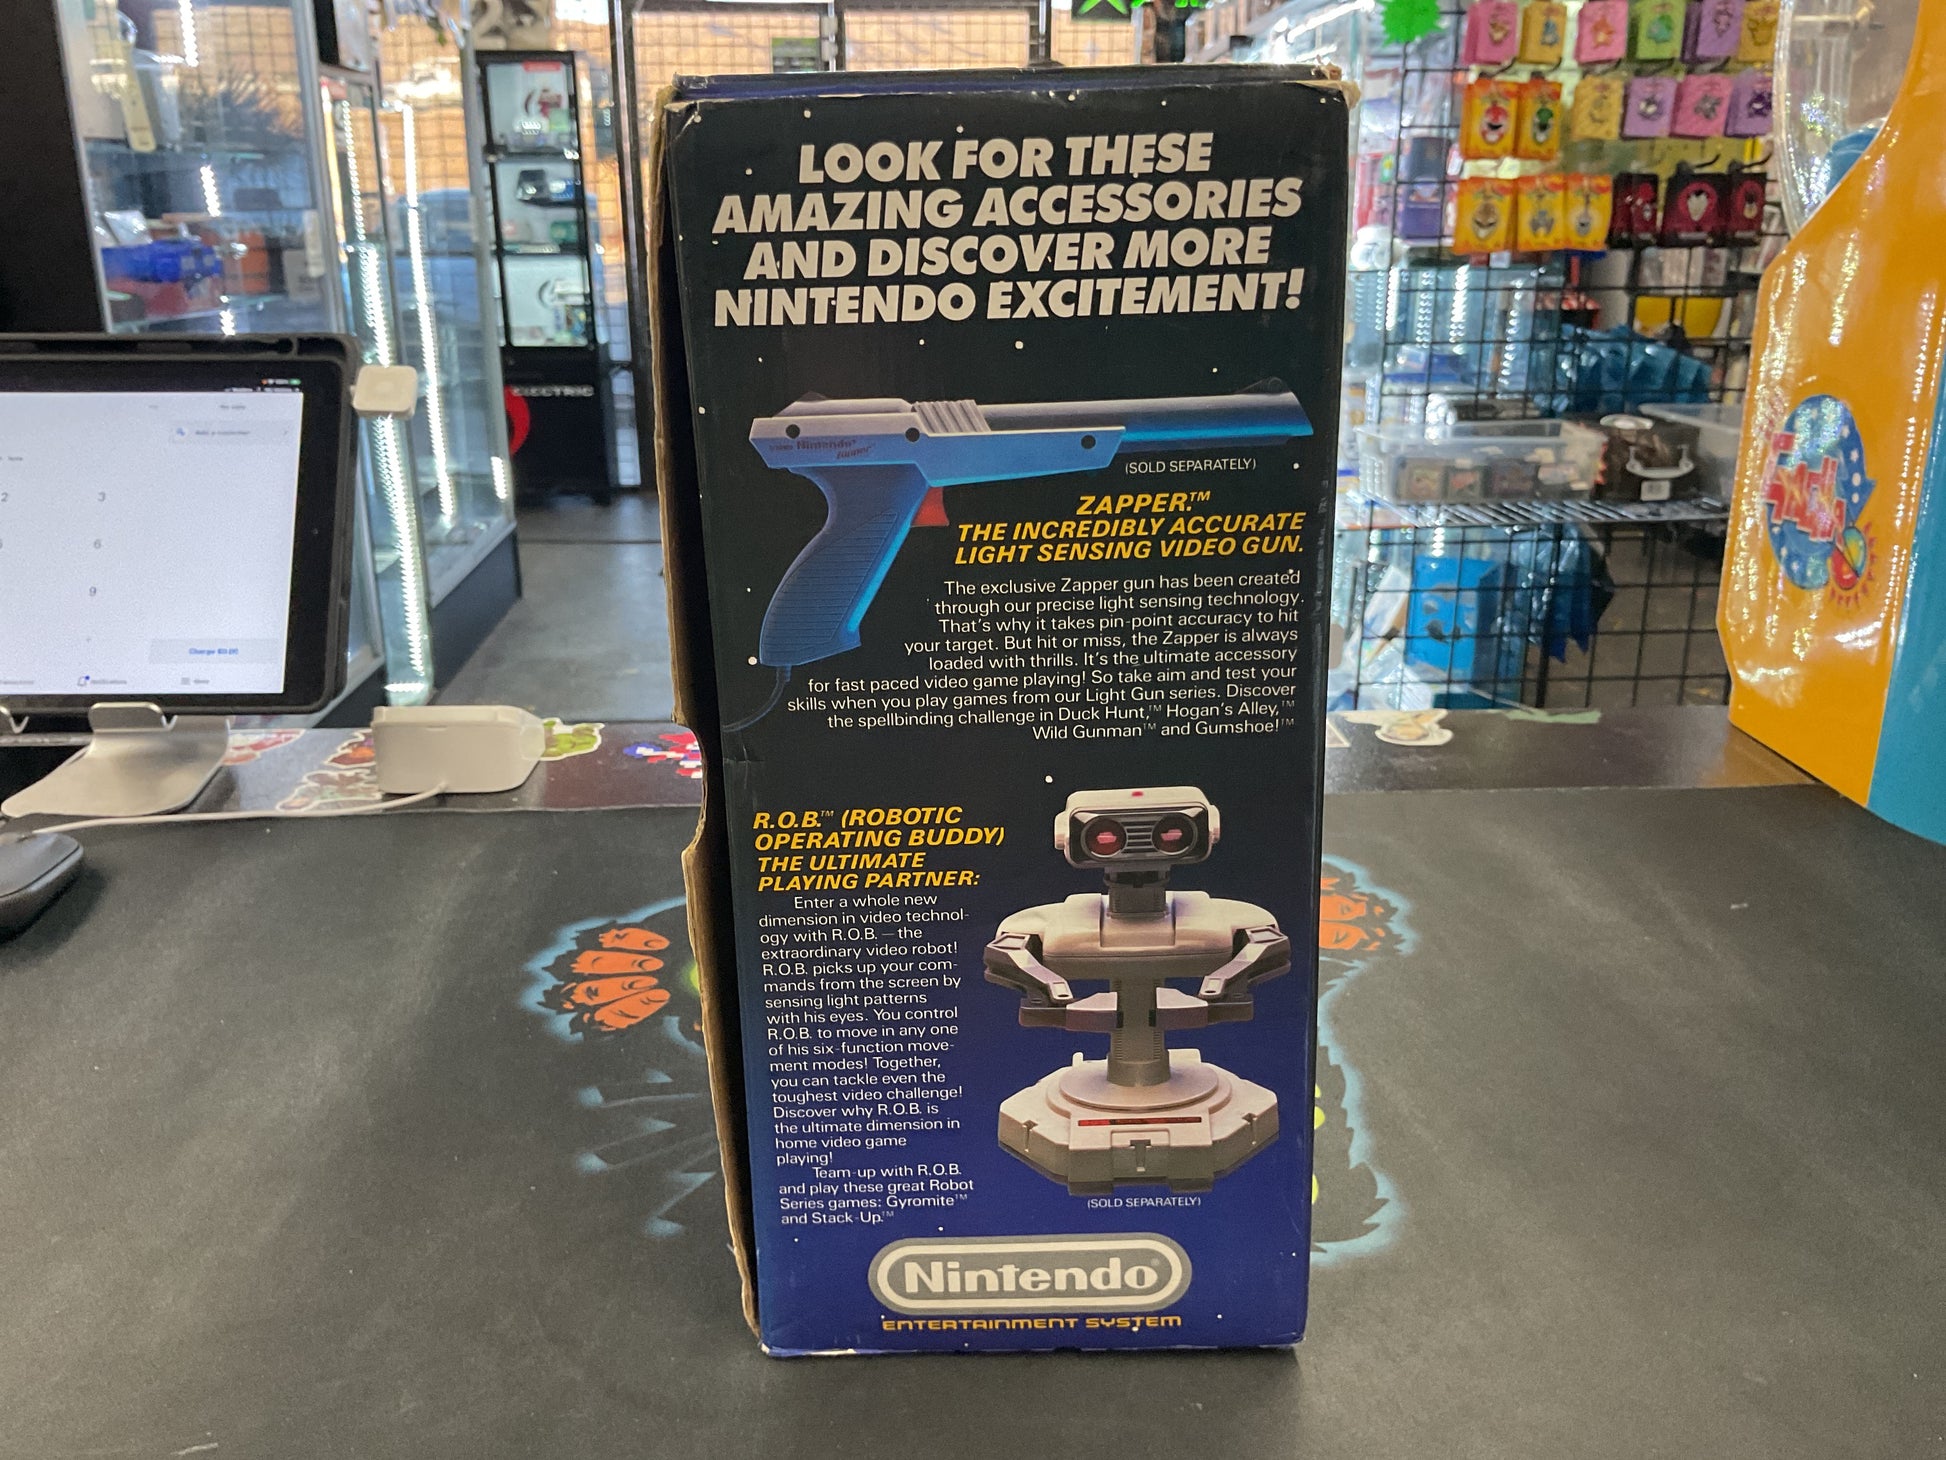 LOOK FOR THESE
AMAZING ACCESSORIES
AND DISCOVER MORE
NINTENDO EXCITEMENT!
Nintendo®
Zapper™
(SOLD SEPARATELY)
ZAPPER.™
THE INCREDIBLY ACCURATE
LIGHT SENSING VIDEO GUN.
The exclusive Zapper gun has been created
through our precise light sensing technology.
That's why it takes pin-point accuracy to hit
your target. But hit or miss, the Zapper is always
loaded with thrills. It's the ultimate accessory
for fast paced video game playing! So take aim and test your
skills when you play games from our Light Gun series. Discover
the spellbinding challenge in Duck Hunt,™ Hogan's Alley,™
Wild Gunman™ and Gumshoe!™
R.O.B.™ (ROBOTIC
OPERATING BUDDY)
THE ULTIMATE
PLAYING PARTNER:
Enter a whole new
dimension in video technol-
ogy with R.O.B. — the
extraordinary video robot!
R.O.B. picks up your com-
mands from the screen by
sensing light patterns
with his eyes. You control
R.O.B. to move in any one
of his six-function move-
ment modes! Together,
you can tackle even the
toughest video challenge!
Discover why R.O.B. is
the ultimate dimension in
home video game
playing!
Team-up with R.O.B.
and play these great Robot
Series games: Gyromite™
and Stack-Up.™
(SOLD SEPARATELY)
Nintendo®
ENTERTAINMENT SYSTEM
ELECTRIC
2
3
6
9